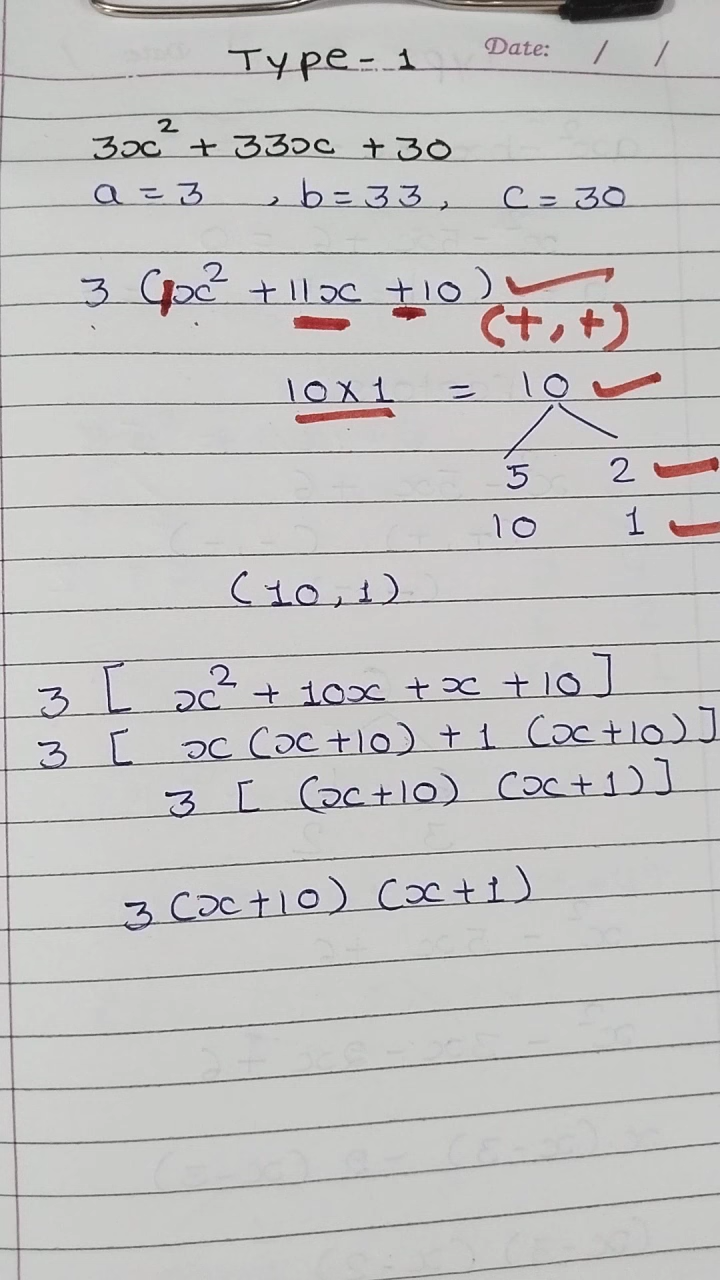 Type - 1 Date: / /
3x² + 33x + 30
a = 3 , b = 33, c = 30
3 (1x² + 11x + 10)
(+, +)
10 x 1 = 10
5 2
10 1
(10, 1)
3 [ x² + 10x + x + 10]
3 [ x (x+10) + 1 (x+10)]
3 [ (x+10) (x+1)]
3 (x+10) (x+1)